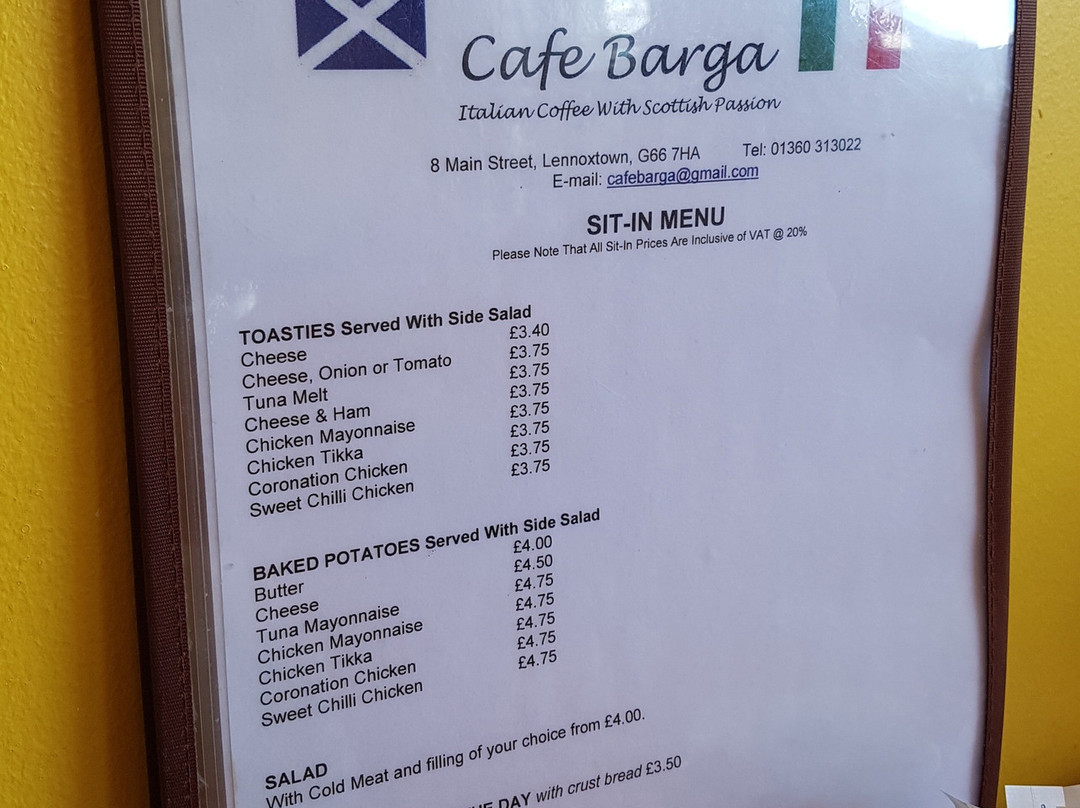 Cafe Barga
Italian Coffee With Scottish Passion
8 Main Street, Lennoxtown, G66 7HA Tel: 01360 313022
E-mail: cafebarga@gmail.com
SIT-IN MENU
Please Note That All Sit-In Prices Are Inclusive of VAT @ 20%
TOASTIES Served With Side Salad
Cheese £3.40
Cheese, Onion or Tomato £3.75
Tuna Melt £3.75
Cheese & Ham £3.75
Chicken Mayonnaise £3.75
Chicken Tikka £3.75
Coronation Chicken £3.75
Sweet Chilli Chicken £3.75
BAKED POTATOES Served With Side Salad
Butter £4.00
Cheese £4.50
Tuna Mayonnaise £4.75
Chicken Mayonnaise £4.75
Chicken Tikka £4.75
Coronation Chicken £4.75
Sweet Chilli Chicken £4.75
SALAD
With Cold Meat and filling of your choice from £4.00.
DAY with crust bread £3.50